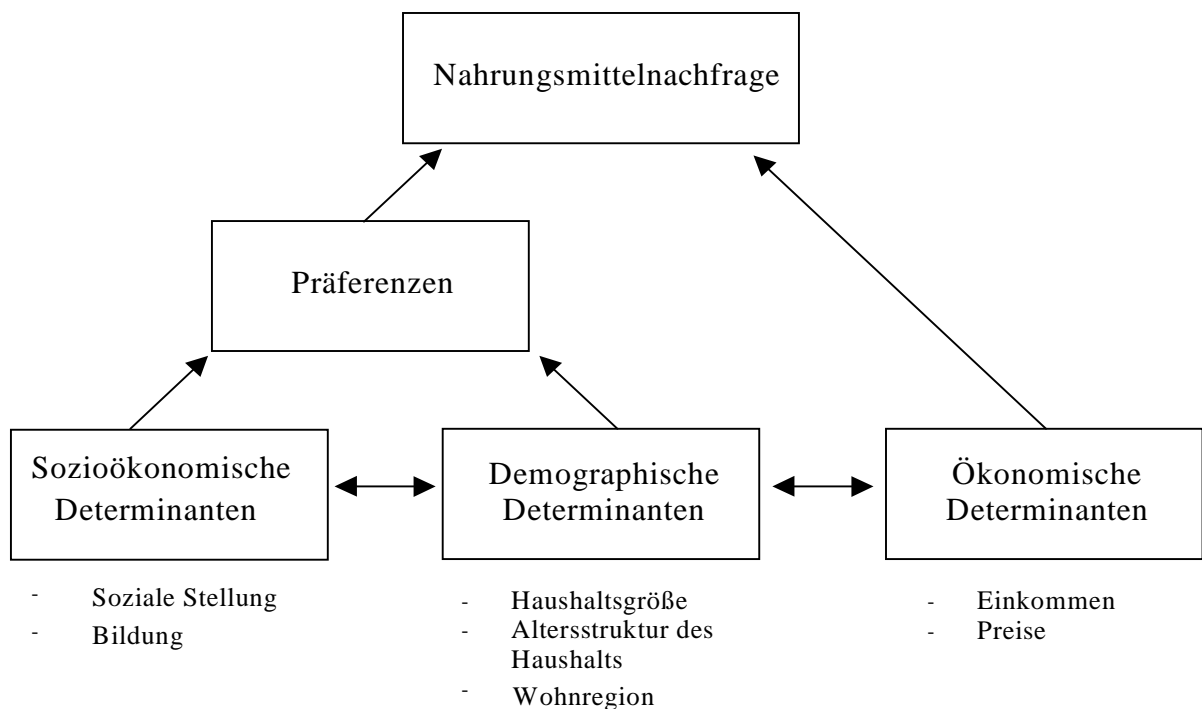 Nahrungsmittelnachfrage
Präferenzen
Sozioökonomische
Determinanten
Demographische
Determinanten
Ökonomische
Determinanten
- Soziale Stellung
- Bildung
- Haushaltsgröße
- Altersstruktur des
Haushalts
- Wohnregion
- Einkommen
- Preise